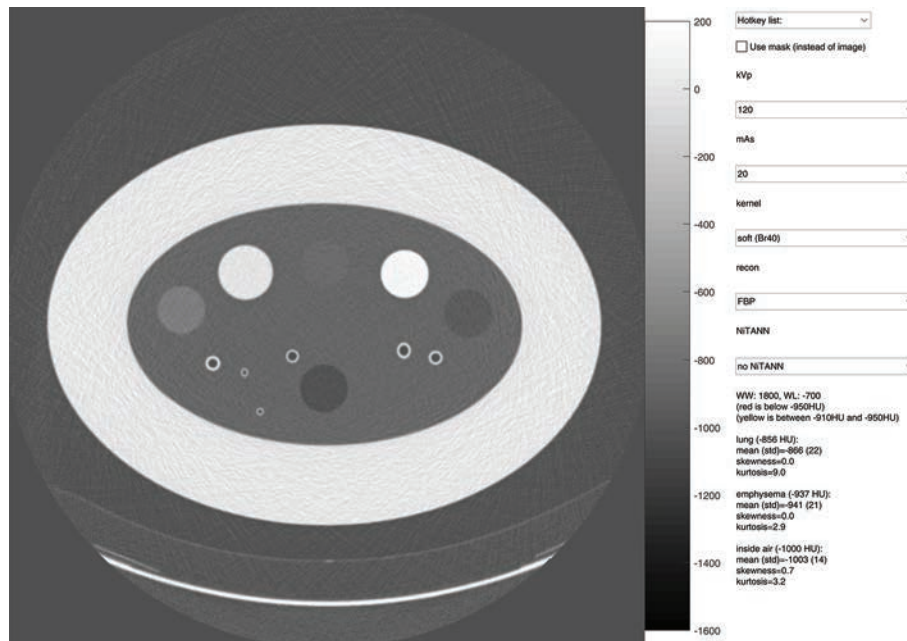 200
0
-200
-400
-600
-800
-1000
-1200
-1400
-1600
Hotkey list:
Use mask (instead of image)
kVp
120
mAs
20
kernel
soft (Br40)
recon
FBP
NiTANN
no NiTANN
WW: 1800, WL: -700
(red is below -950HU)
(yellow is between -910HU and -950HU)
lung (-856 HU):
mean (std)=-866 (22)
skewness=0.0
kurtosis=9.0
emphysema (-937 HU):
mean (std)=-941 (21)
skewness=0.0
kurtosis=2.9
inside air (-1000 HU):
mean (std)=-1003 (14)
skewness=0.7
kurtosis=3.2